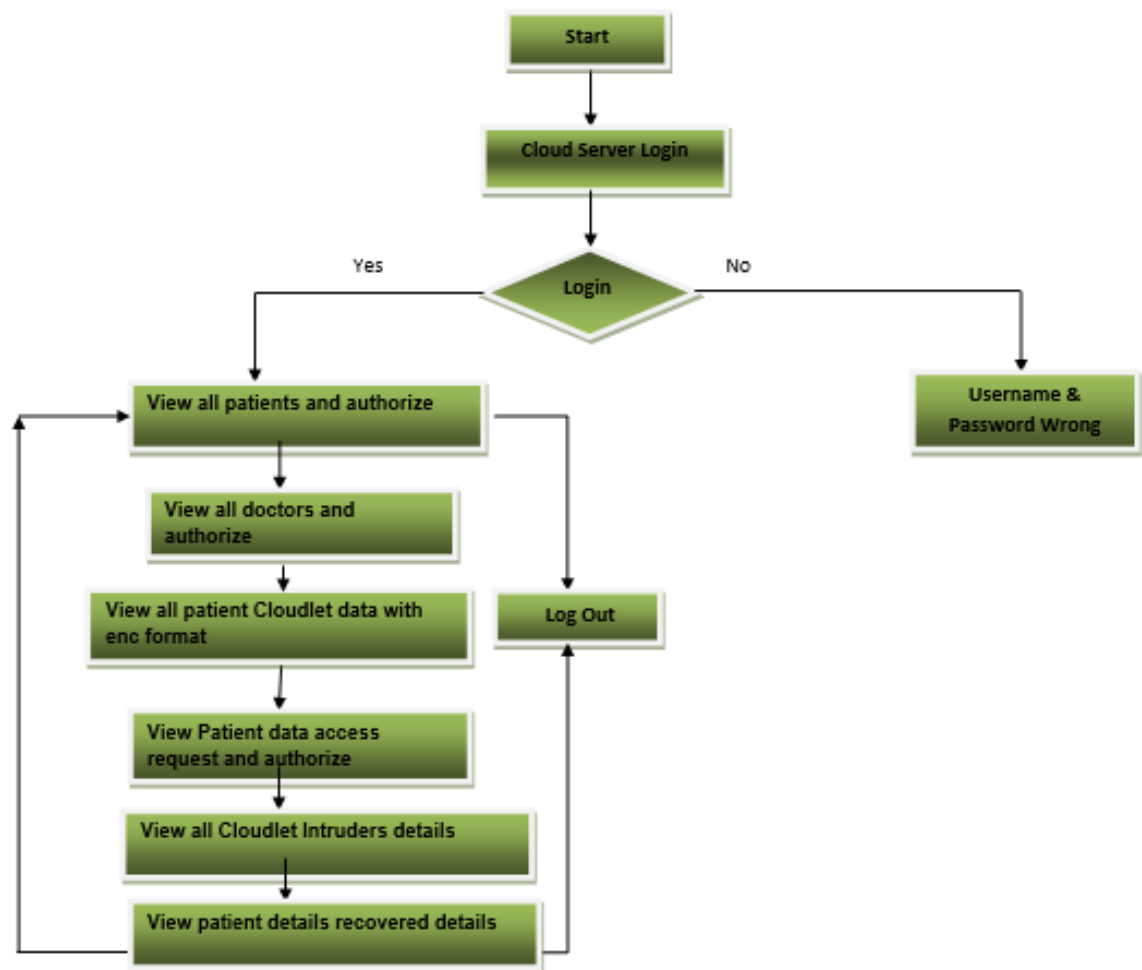 Start
Cloud Server Login
Yes
No
Login
View all patients and authorize
Username &
Password Wrong
View all doctors and
authorize
View all patient Cloudlet data with
enc format
Log Out
View Patient data access
request and authorize
View all Cloudlet Intruders details
View patient details recovered details